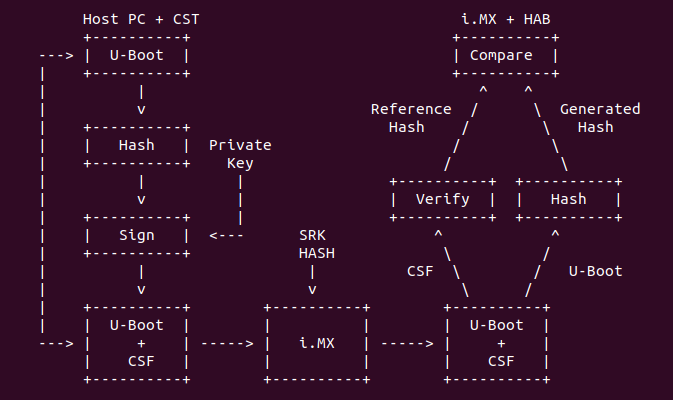 Host PC + CST i.MX + HAB
U-Boot Compare
Reference Generated
Hash Hash
Hash Private
Key
Verify Hash
Sign SRK
HASH
CSF U-Boot
U-Boot U-Boot
+ i.MX +
CSF CSF